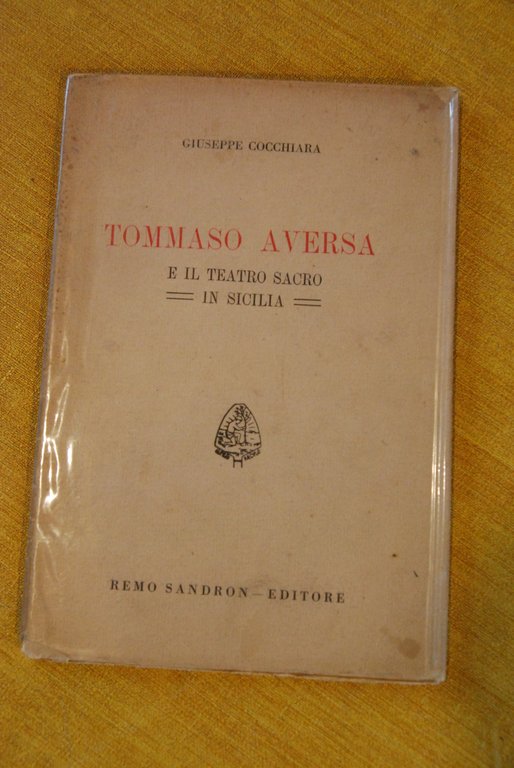 GIUSEPPE COCCHIARA
TOMMASO AVERSA
E IL TEATRO SACRO
IN SICILIA
REMO SANDRON — EDITORE